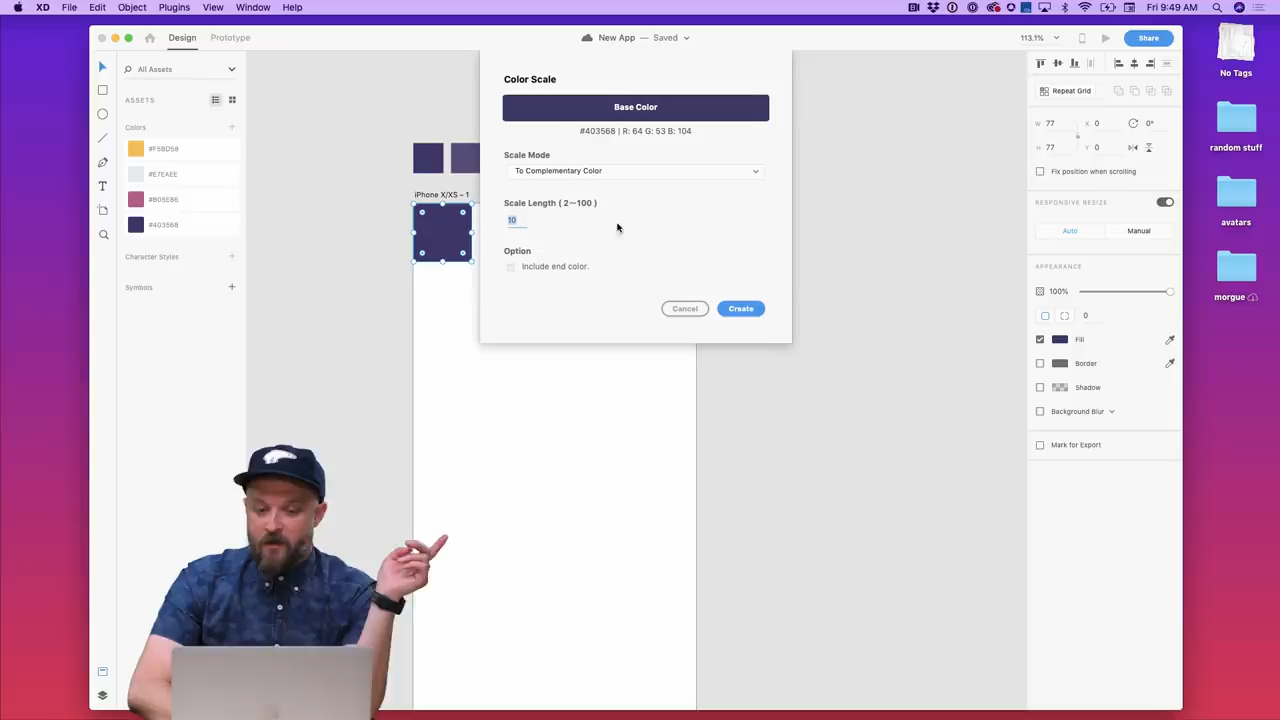 XD File Edit Object Plugins View Window Help
Fri 9:49 AM
Design Prototype
New App — Saved
113.1%
Share
All Assets
ASSETS
Colors
#F5BD58
#E7EAEE
#B05EB6
#403568
Character Styles
Symbols
iPhone X/XS – 1
Color Scale
Base Color
#403568 | R: 64 G: 53 B: 104
Scale Mode
To Complementary Color
Scale Length ( 2～100 )
10
Option
Include end color.
Cancel
Create
Repeat Grid
W 77 X 0 0°
H 77 Y 0
Fix position when scrolling
RESPONSIVE RESIZE
Auto Manual
APPEARANCE
100%
0
Fill
Border
Shadow
Background Blur
Mark for Export
No Tags
random stuff
avatars
morgue